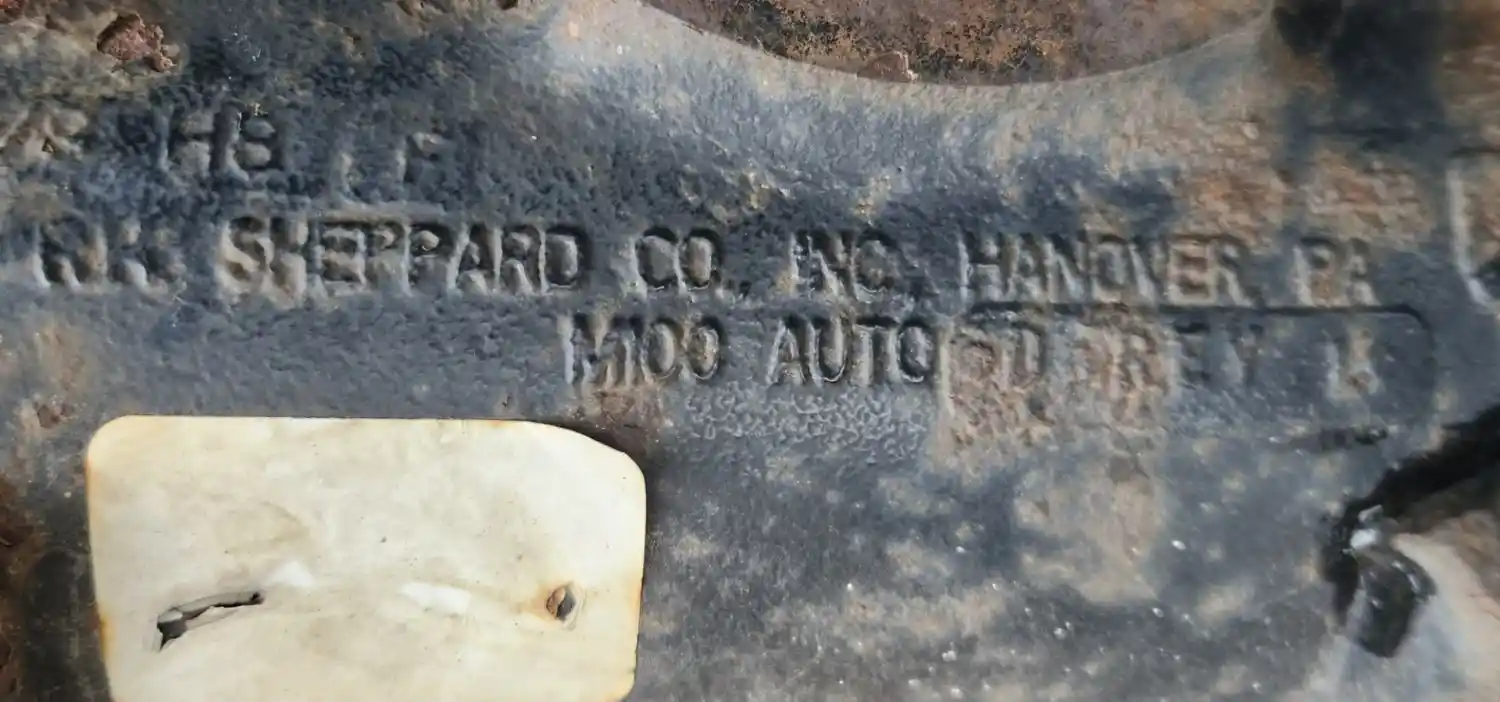 R.H. SHEPPARD CO., INC., HANOVER PA
M100 AUTO